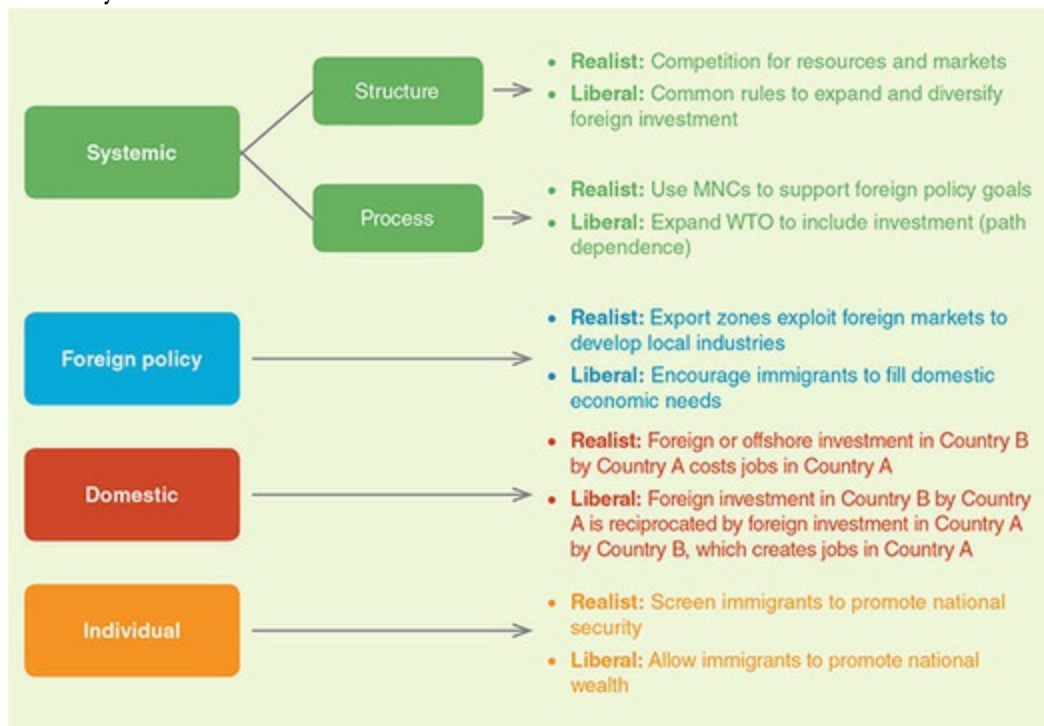 Systemic
Structure
• Realist: Competition for resources and markets
• Liberal: Common rules to expand and diversify
foreign investment
Process
• Realist: Use MNCs to support foreign policy goals
• Liberal: Expand WTO to include investment (path
dependence)
Foreign policy
• Realist: Export zones exploit foreign markets to
develop local industries
• Liberal: Encourage immigrants to fill domestic
economic needs
Domestic
• Realist: Foreign or offshore investment in Country B
by Country A costs jobs in Country A
• Liberal: Foreign investment in Country B by Country
A is reciprocated by foreign investment in Country A
by Country B, which creates jobs in Country A
Individual
• Realist: Screen immigrants to promote national
security
• Liberal: Allow immigrants to promote national
wealth